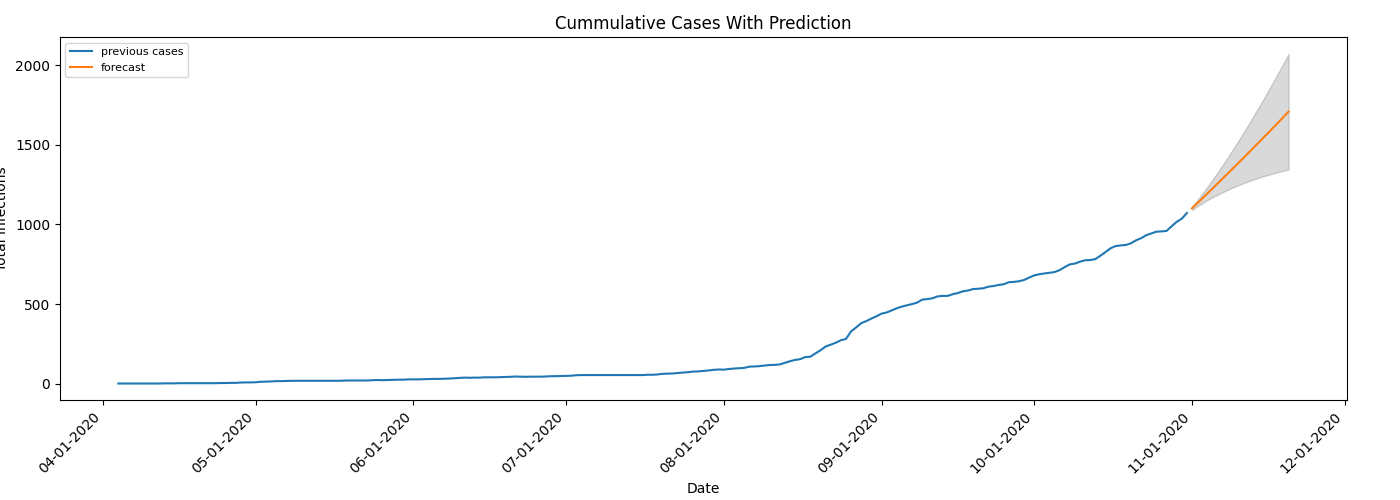 Cummulative Cases With Prediction
previous cases
forecast
2000
1500
1000
500
0
Total Infections
04-01-2020
05-01-2020
06-01-2020
07-01-2020
08-01-2020
09-01-2020
10-01-2020
11-01-2020
12-01-2020
Date